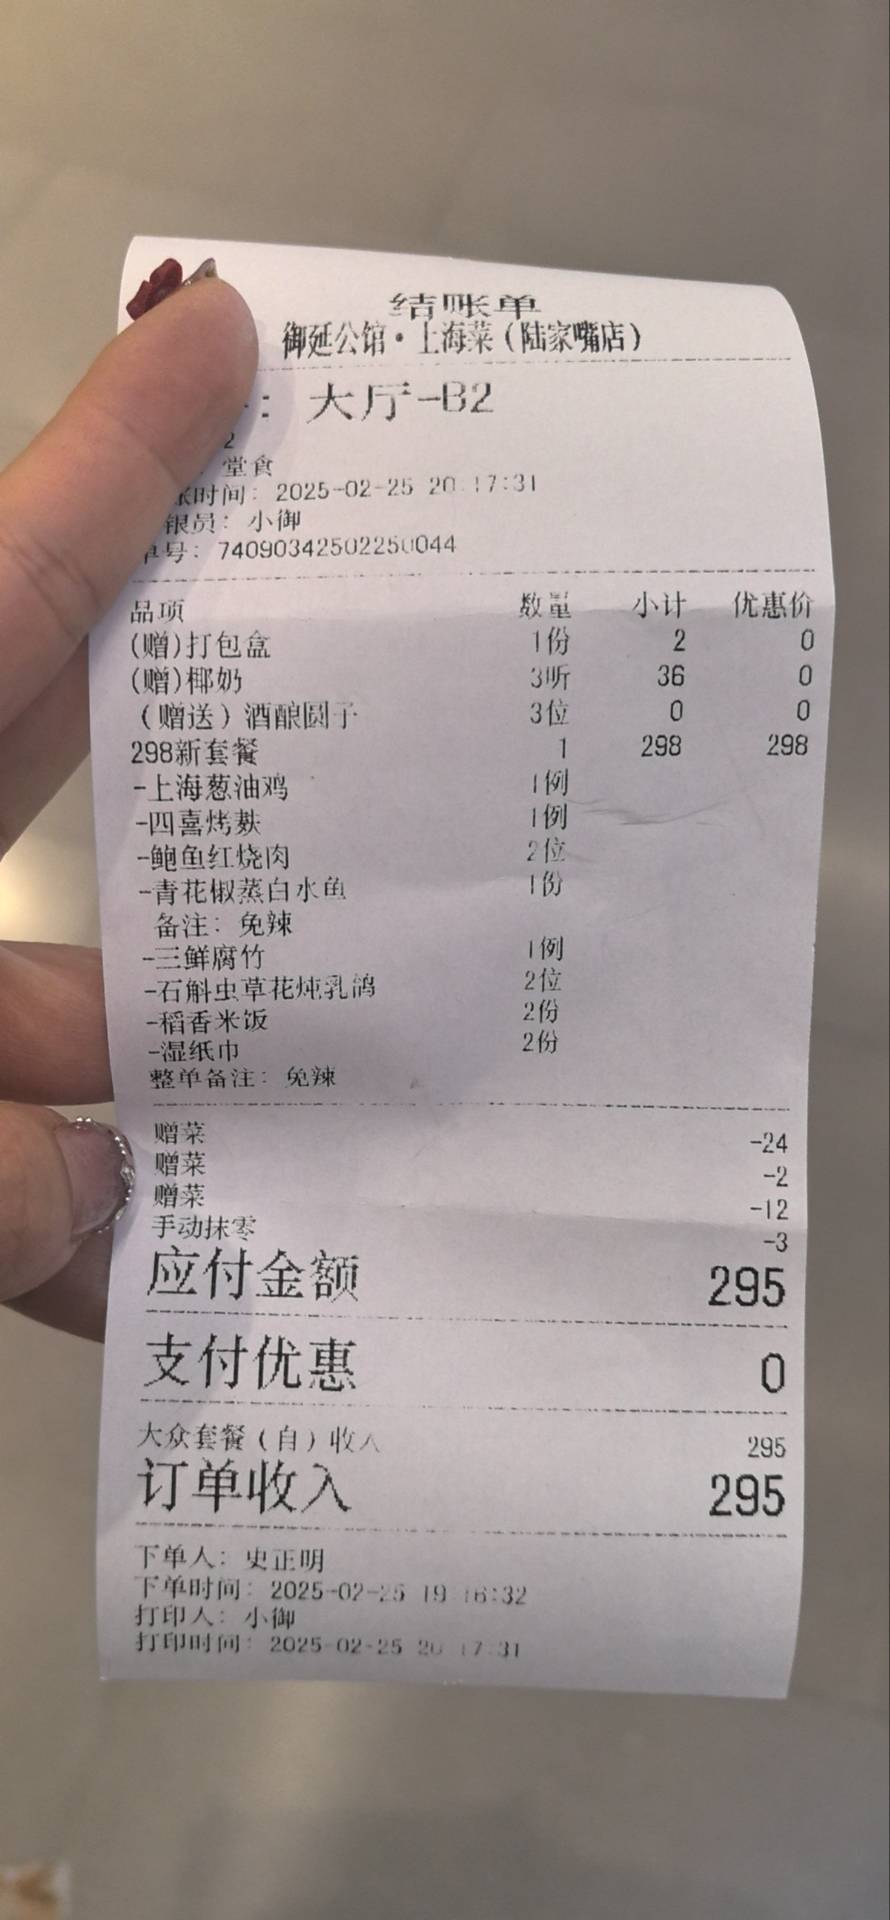 结账单
御延公馆·上海菜(陆家嘴店)
: 大厅-B2
2
: 堂食
账时间: 2025-02-25 20:17:31
银员: 小御
单号: 74090342502250044
品项 数量 小计 优惠价
(赠)打包盒 1份 2 0
(赠)椰奶 3听 36 0
(赠送)酒酿圆子 3位 0 0
298新套餐 1 298 298
-上海葱油鸡 1例
-四喜烤麸 1例
-鲍鱼红烧肉 2位
-青花椒蒸白水鱼 1份
备注: 免辣
-三鲜腐竹 1例
-石斛虫草花炖乳鸽 2位
-稻香米饭 2份
-湿纸巾 2份
整单备注: 免辣
赠菜 -24
赠菜 -2
赠菜 -12
手动抹零 -3
应付金额 295
支付优惠 0
大众套餐(自)收入 295
订单收入 295
下单人: 史正明
下单时间: 2025-02-25 19:16:32
打印人: 小御
打印时间: 2025-02-25 20:17:31